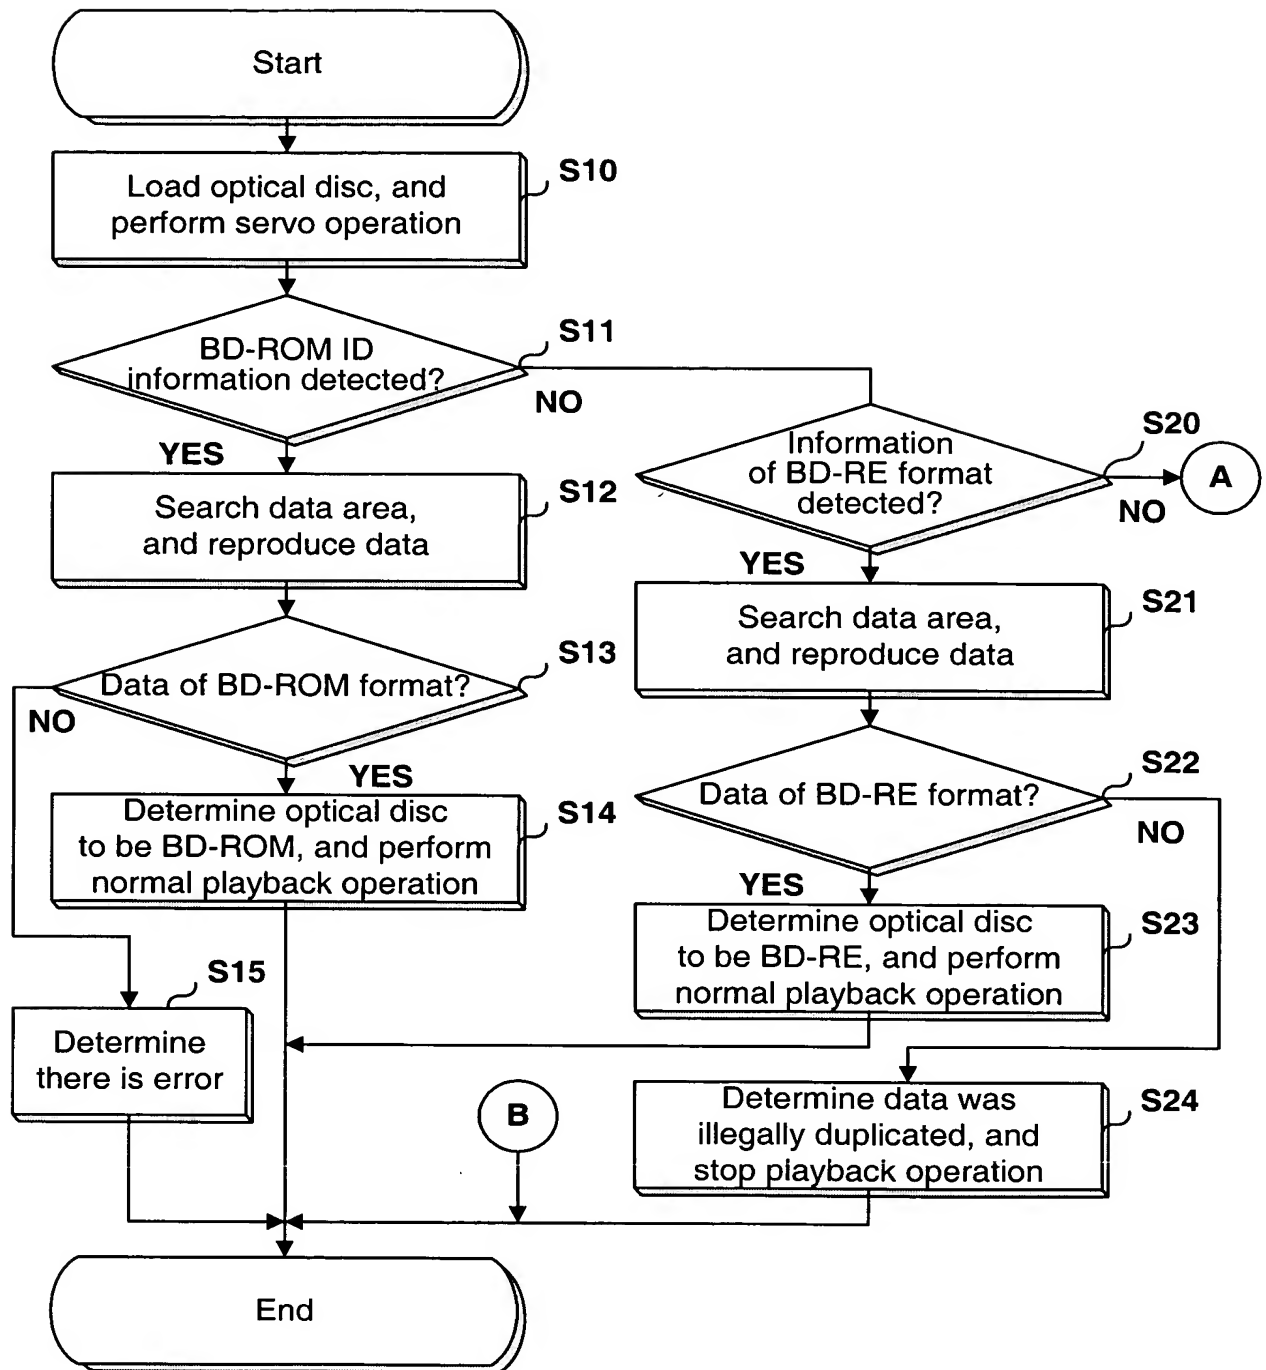 Start
S10
Load optical disc, and
perform servo operation
S11
BD-ROM ID
information detected?
NO
YES
S12
Search data area,
and reproduce data
S13
Data of BD-ROM format?
NO
YES
S14
Determine optical disc
to be BD-ROM, and perform
normal playback operation
S15
Determine
there is error
S20
Information
of BD-RE format
detected?
A
NO
YES
S21
Search data area,
and reproduce data
S22
Data of BD-RE format?
NO
YES
S23
Determine optical disc
to be BD-RE, and perform
normal playback operation
B
S24
Determine data was
illegally duplicated, and
stop playback operation
End